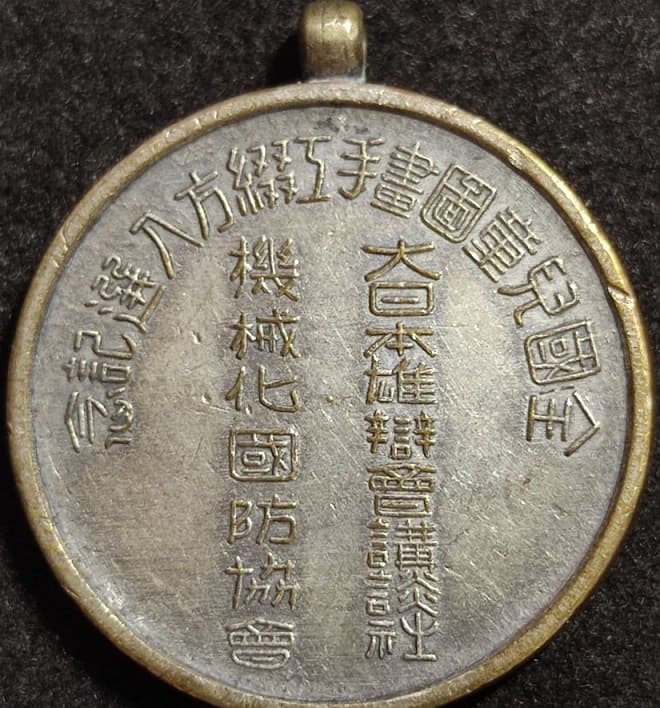 全國兒童圖畫手工綴方入選記念
大日本雄辯會講談社
機械化國防協會